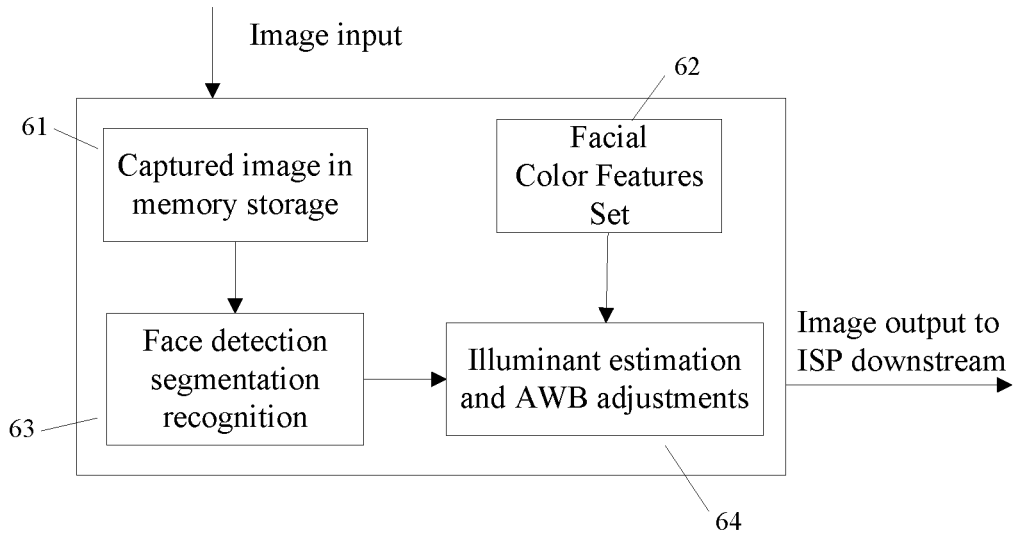 Image input
62
61
Captured image in
memory storage
Facial
Color Features
Set
Face detection
segmentation
recognition
Illuminant estimation
and AWB adjustments
Image output to
ISP downstream
63
64